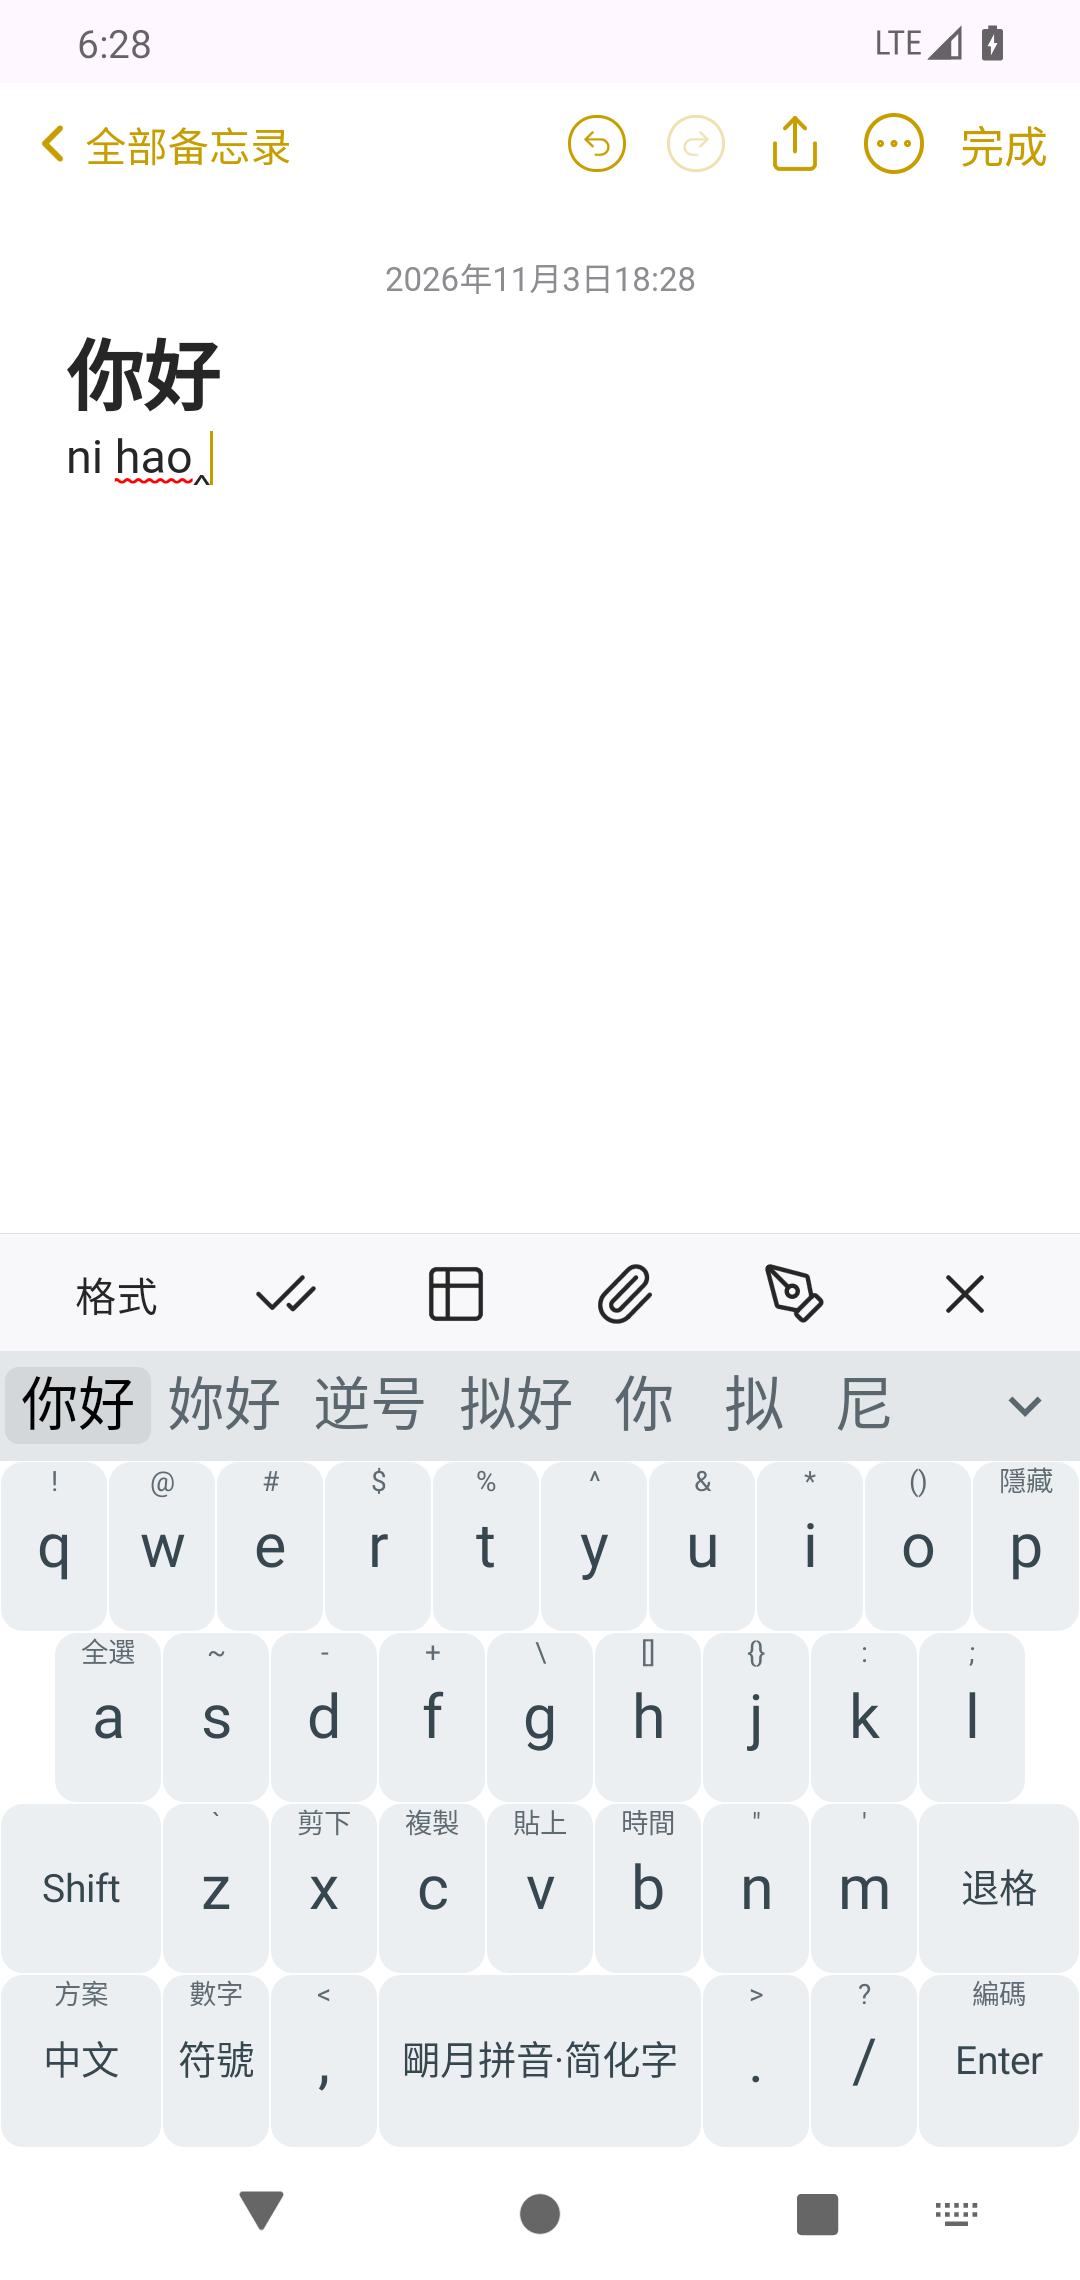 6:28 LTE
全部备忘录 完成
2026年11月3日18:28
你好
ni hao‸
格式
你好 妳好 逆号 拟好 你 拟 尼
! @ # $ % ^ & * () 隱藏
q w e r t y u i o p
全選 ~ - + \ [] {} : ;
a s d f g h j k l
` 剪下 複製 貼上 時間 " '
Shift z x c v b n m 退格
方案 數字 < > ? 編碼
中文 符號 , 朙月拼音·简化字 . / Enter